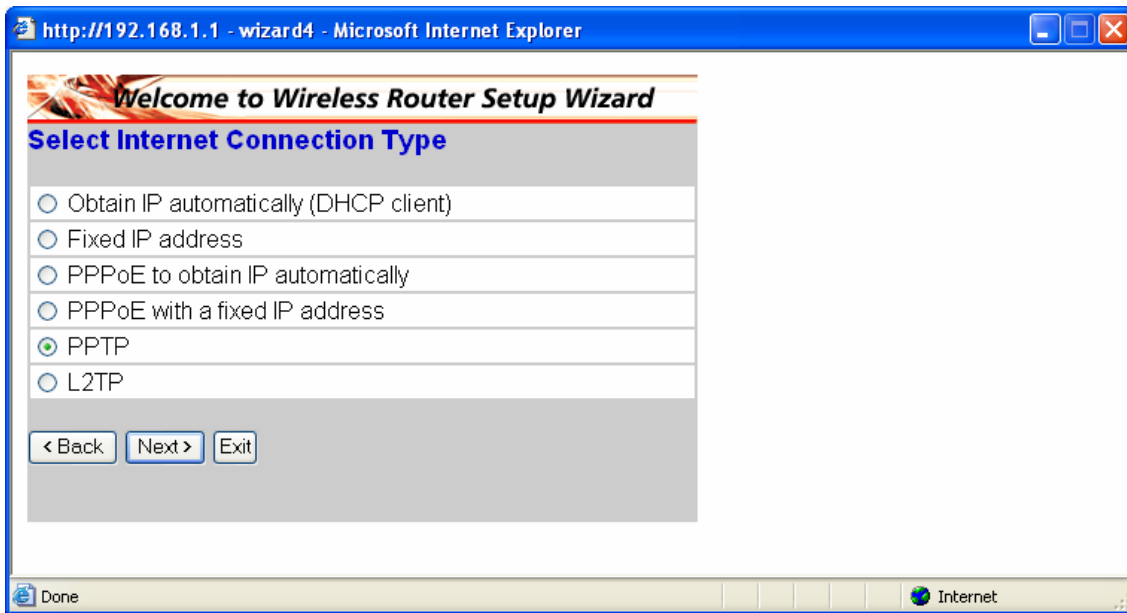 http://192.168.1.1 - wizard4 - Microsoft Internet Explorer
Welcome to Wireless Router Setup Wizard
Select Internet Connection Type
Obtain IP automatically (DHCP client)
Fixed IP address
PPPoE to obtain IP automatically
PPPoE with a fixed IP address
PPTP
L2TP
< Back Next > Exit
Done Internet